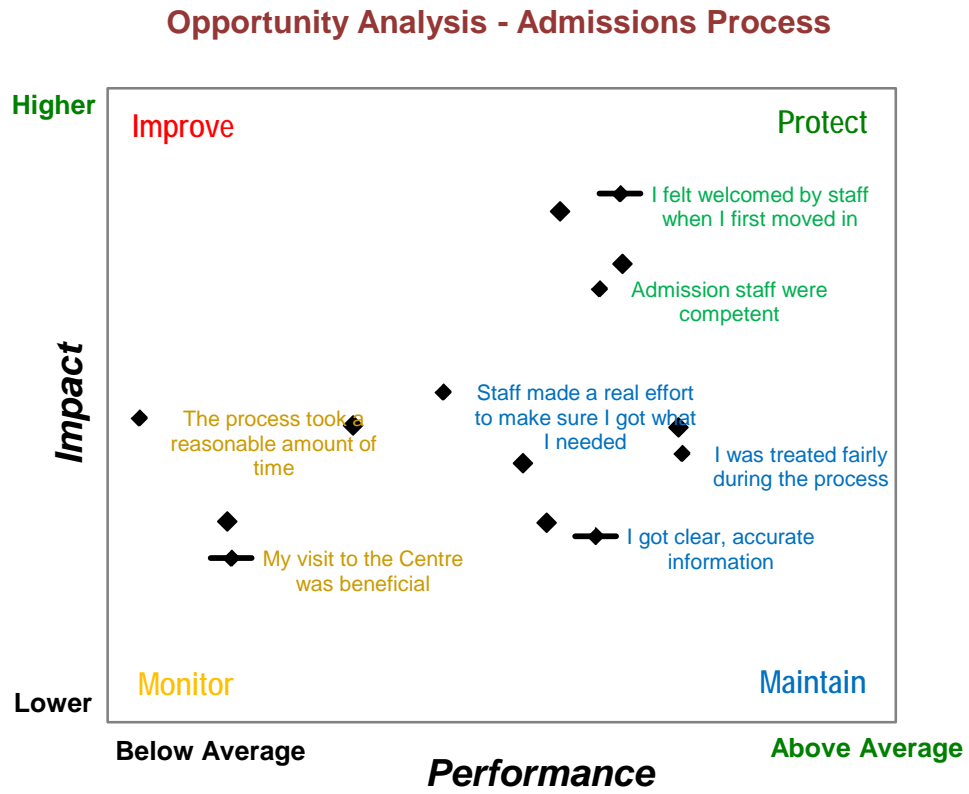 Opportunity Analysis - Admissions Process
Higher
Improve
Protect
I felt welcomed by staff
when I first moved in
Admission staff were
competent
Impact
The process took a
reasonable amount of
time
Staff made a real effort
to make sure I got what
I needed
I was treated fairly
during the process
I got clear, accurate
information
My visit to the Centre
was beneficial
Monitor
Maintain
Lower
Below Average
Above Average
Performance